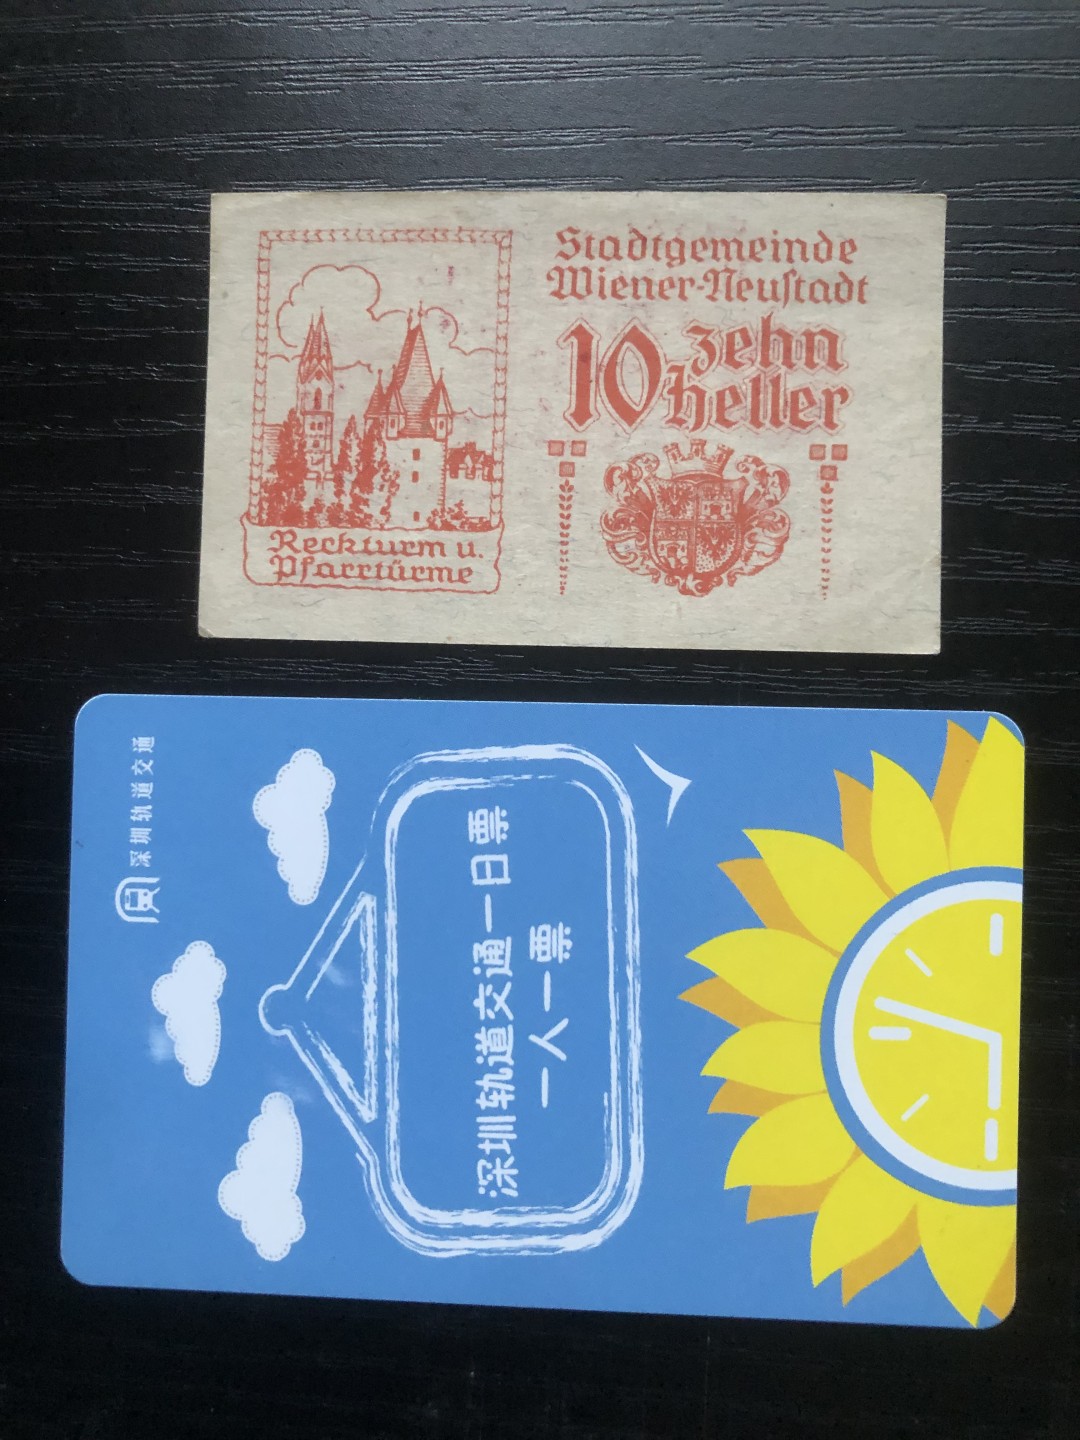 Stadtgemeinde
Wiener-Neuſtadt
10 zehn
Heller
Reckturm u.
Pfarrtürme
深圳轨道交通
深圳轨道交通一日票
一人一票